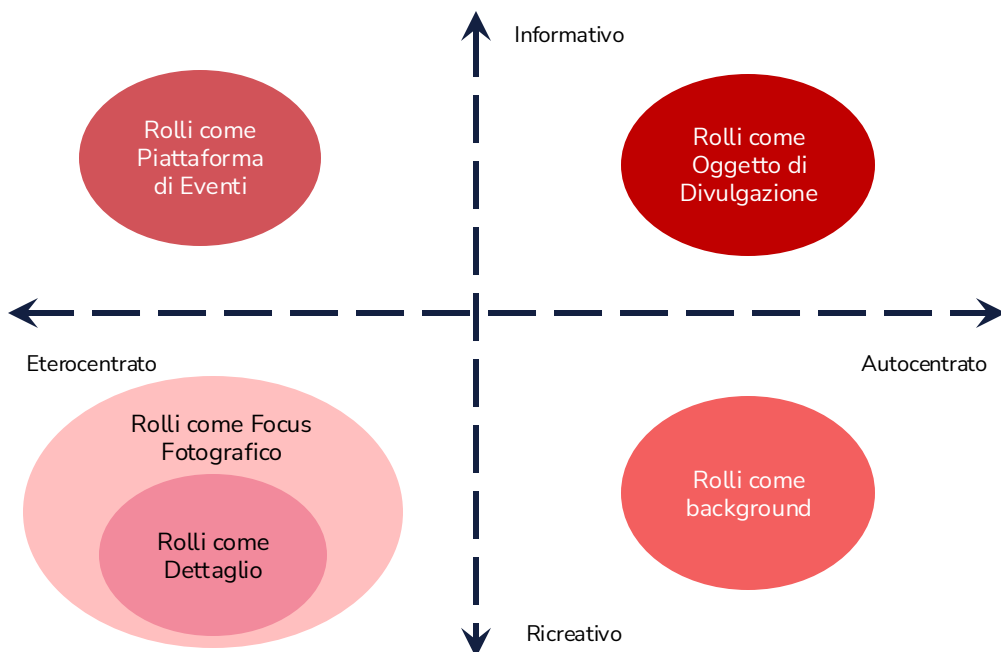 Informativo
Rolli come
Piattaforma
di Eventi
Rolli come
Oggetto di
Divulgazione
Eterocentrato
Autocentrato
Rolli come Focus
Fotografico
Rolli come
Dettaglio
Rolli come
background
Ricreativo